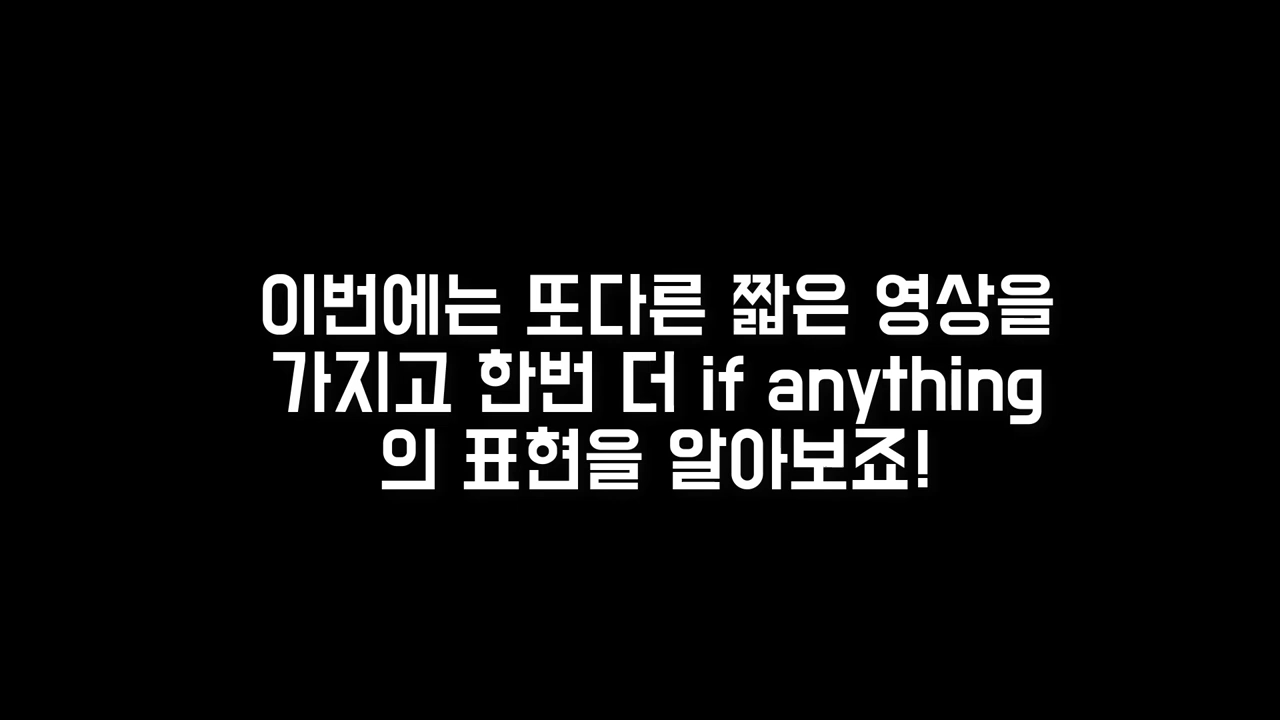 이번에는 또다른 짧은 영상을
가지고 한번 더 if anything
의 표현을 알아보죠!